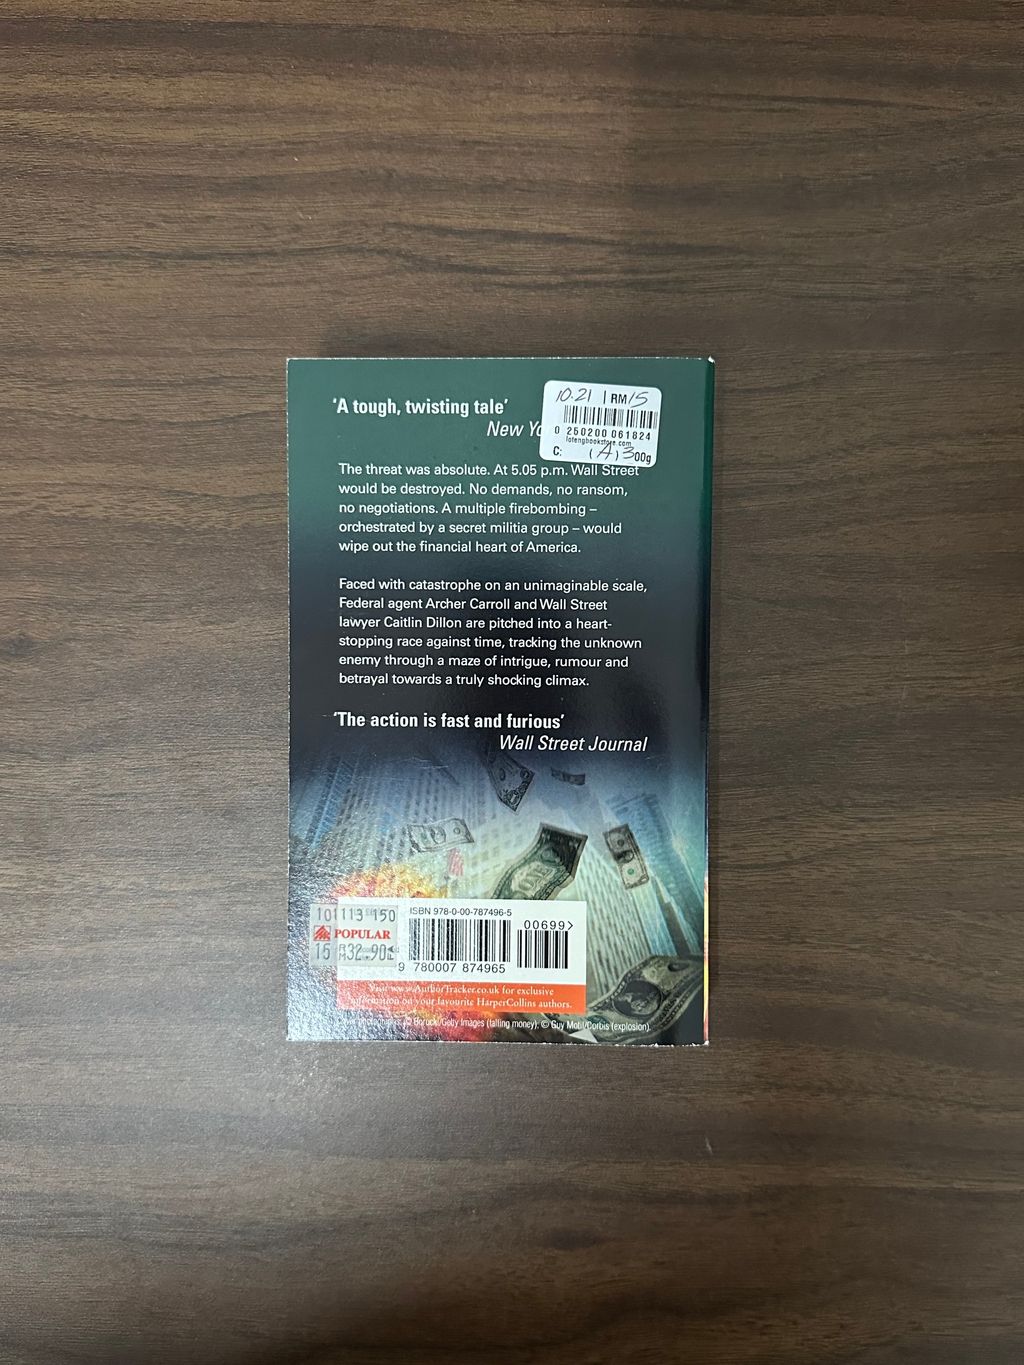 'A tough, twisting tale'
New Yo
10.21 | RM 15
0 250200 061824
lotengbookstore.com
C: (A) 300g
The threat was absolute. At 5.05 p.m. Wall Street
would be destroyed. No demands, no ransom,
no negotiations. A multiple firebombing –
orchestrated by a secret militia group – would
wipe out the financial heart of America.
Faced with catastrophe on an unimaginable scale,
Federal agent Archer Carroll and Wall Street
lawyer Caitlin Dillon are pitched into a heart-
stopping race against time, tracking the unknown
enemy through a maze of intrigue, rumour and
betrayal towards a truly shocking climax.
'The action is fast and furious'
Wall Street Journal
ISBN 978-0-00-787496-5
00699>
113 150
POPULAR
15 RM32.90
9 780007 874965
Visit www.AuthorTracker.co.uk for exclusive
information on your favourite HarperCollins authors.
Getty Images (falling money); © Guy Motil/Corbis (explosion).